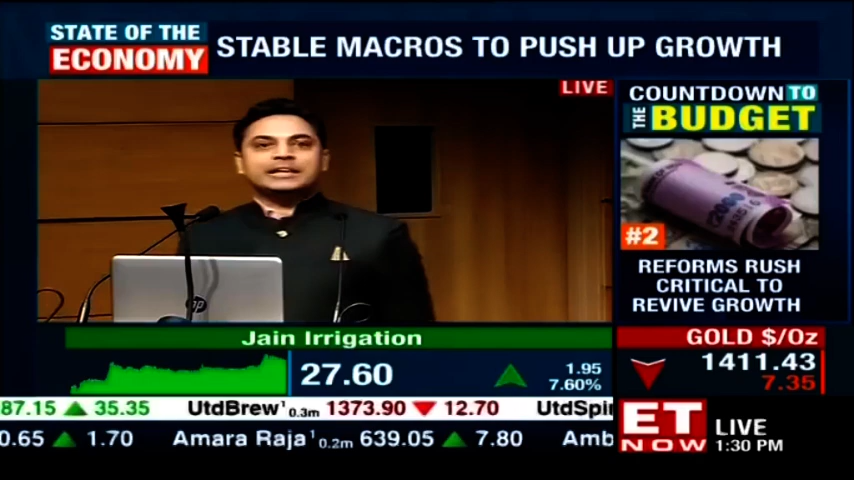 STATE OF THE
ECONOMY
STABLE MACROS TO PUSH UP GROWTH
LIVE
COUNTDOWN TO
THE BUDGET
#2
REFORMS RUSH
CRITICAL TO
REVIVE GROWTH
hp
Jain Irrigation
27.60
1.95
7.60%
GOLD $/Oz
1411.43
7.35
87.15 35.35 UtdBrew¹ 0.3m 1373.90 12.70 UtdSpi
0.65 1.70 Amara Raja¹ 0.2m 639.05 7.80 Amb
ET
NOW
LIVE
1:30 PM